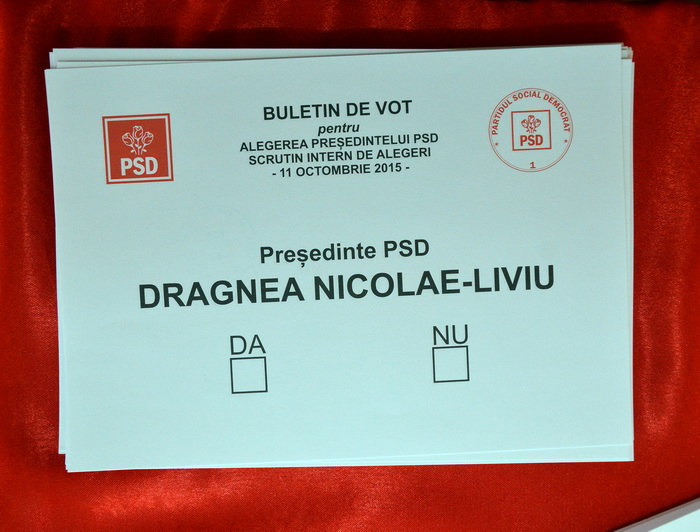 BULETIN DE VOT
pentru
ALEGEREA PREȘEDINTELUI PSD
SCRUTIN INTERN DE ALEGERI
- 11 OCTOMBRIE 2015 -
PSD
* PARTIDUL SOCIAL DEMOCRAT *
PSD
1
Președinte PSD
DRAGNEA NICOLAE-LIVIU
DA
NU